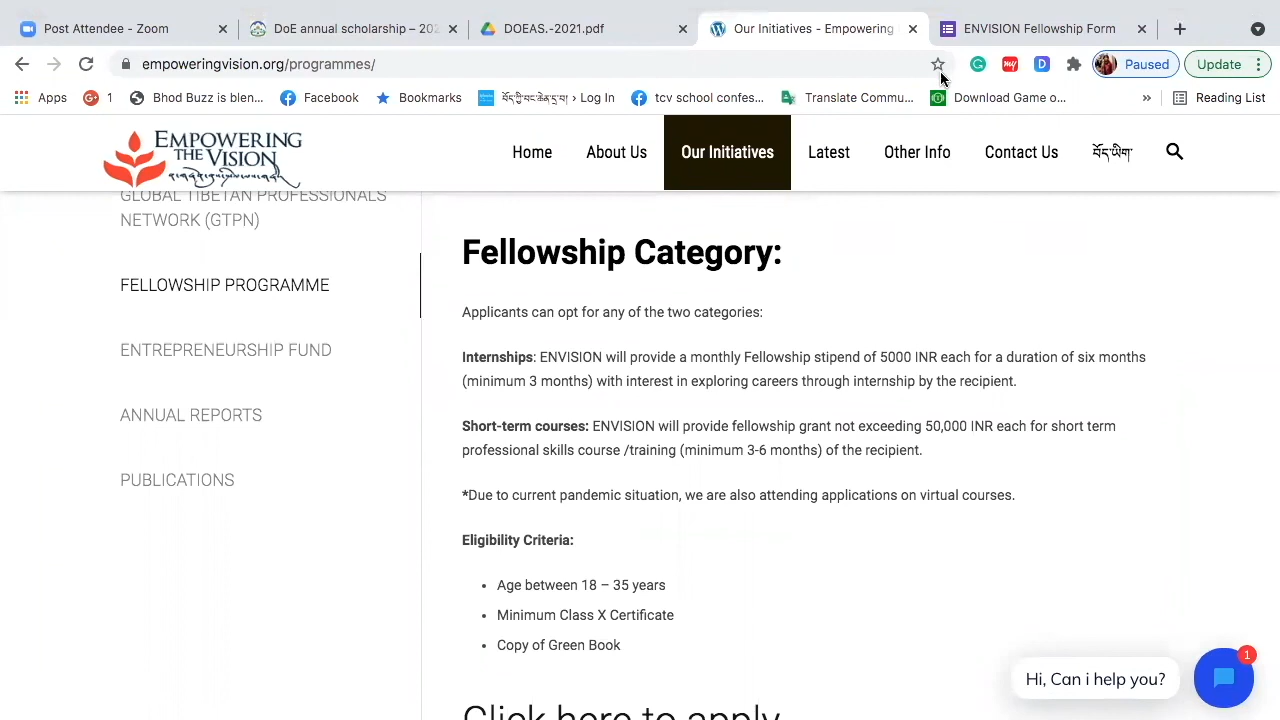 Post Attendee - Zoom
DoE annual scholarship – 202
DOEAS.-2021.pdf
Our Initiatives - Empowering
ENVISION Fellowship Form
empoweringvision.org/programmes/
Paused
Update
Apps
1
Bhod Buzz is blen...
Facebook
Bookmarks
› Log In
tcv school confes...
Translate Commu...
Download Game o...
»
Reading List
EMPOWERING
THE VISION
Home
About Us
Our Initiatives
Latest
Other Info
Contact Us
བོད་ཡིག
GLOBAL TIBETAN PROFESSIONALS
NETWORK (GTPN)
FELLOWSHIP PROGRAMME
ENTREPRENEURSHIP FUND
ANNUAL REPORTS
PUBLICATIONS
Fellowship Category:
Applicants can opt for any of the two categories:
Internships: ENVISION will provide a monthly Fellowship stipend of 5000 INR each for a duration of six months
(minimum 3 months) with interest in exploring careers through internship by the recipient.
Short-term courses: ENVISION will provide fellowship grant not exceeding 50,000 INR each for short term
professional skills course /training (minimum 3-6 months) of the recipient.
*Due to current pandemic situation, we are also attending applications on virtual courses.
Eligibility Criteria:
• Age between 18 – 35 years
• Minimum Class X Certificate
• Copy of Green Book
Click here to apply
Hi, Can i help you?
1